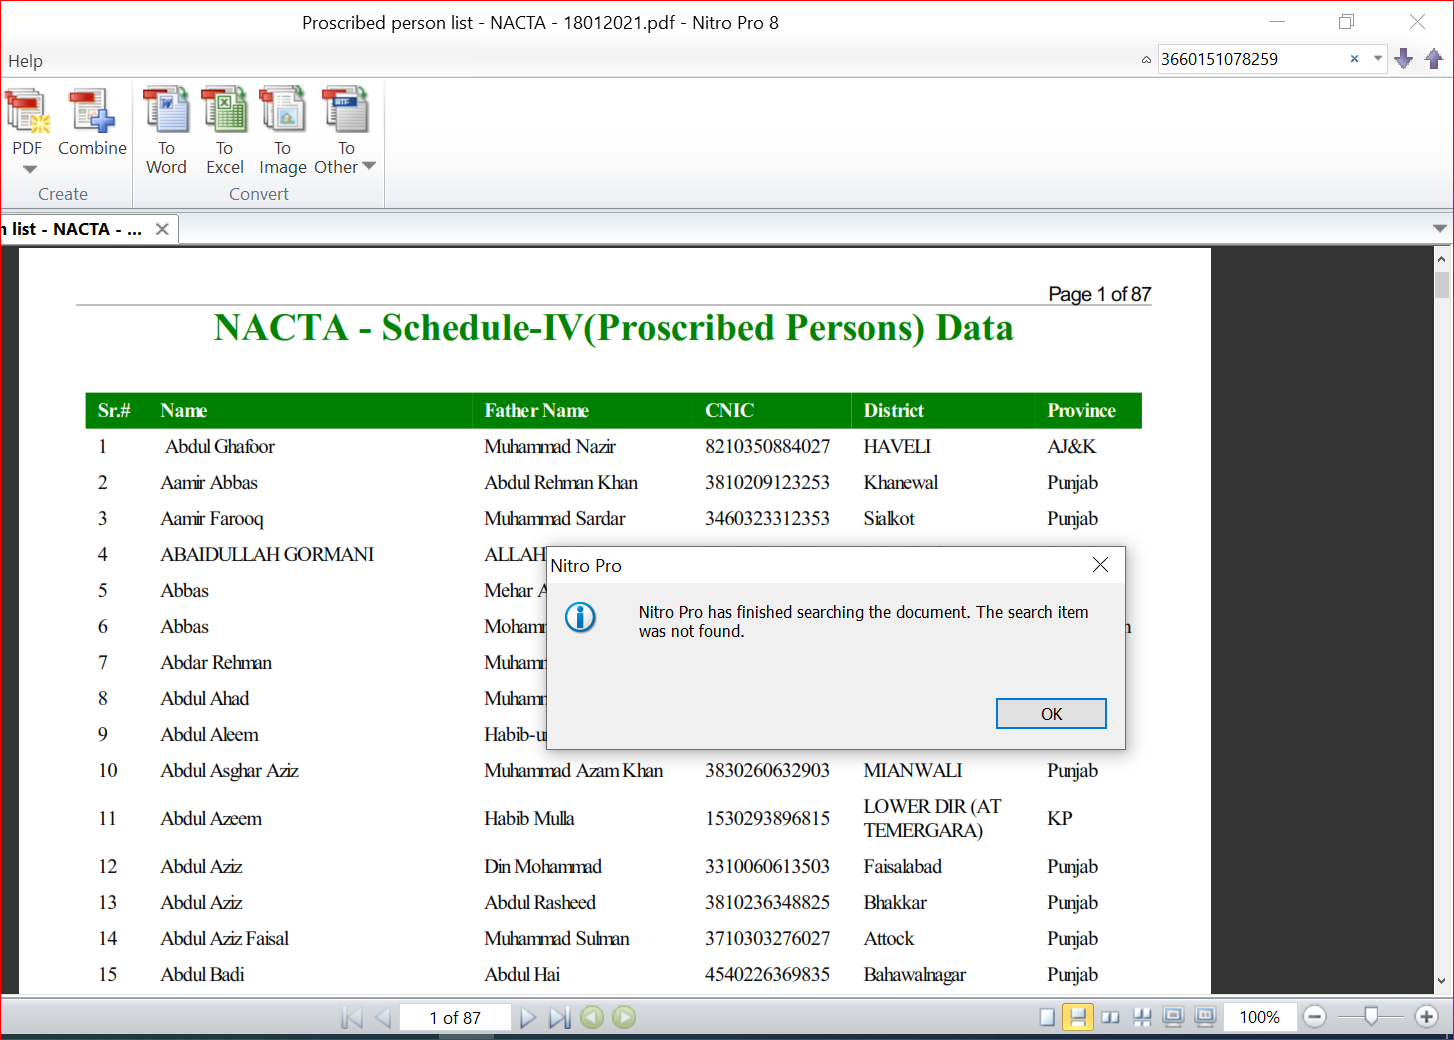 Proscribed person list - NACTA - 18012021.pdf - Nitro Pro 8
Help
3660151078259
PDF
Combine
To Word
To Excel
To Image
To Other
Create
Convert
list - NACTA - ...
Page 1 of 87
NACTA - Schedule-IV(Proscribed Persons) Data
Sr.# Name Father Name CNIC District Province
1 Abdul Ghafoor Muhammad Nazir 8210350884027 HAVELI AJ&K
2 Aamir Abbas Abdul Rehman Khan 3810209123253 Khanewal Punjab
3 Aamir Farooq Muhammad Sardar 3460323312353 Sialkot Punjab
4 ABAIDULLAH GORMANI ALLAH
5 Abbas Mehar A
6 Abbas Mohamm
7 Abdar Rehman Muhamm
8 Abdul Ahad Muhamm
9 Abdul Aleem Habib-u
Nitro Pro
Nitro Pro has finished searching the document. The search item
was not found.
OK
10 Abdul Asghar Aziz Muhammad Azam Khan 3830260632903 MIANWALI Punjab
11 Abdul Azeem Habib Mulla 1530293896815 LOWER DIR (AT TEMERGARA) KP
12 Abdul Aziz Din Mohammad 3310060613503 Faisalabad Punjab
13 Abdul Aziz Abdul Rasheed 3810236348825 Bhakkar Punjab
14 Abdul Aziz Faisal Muhammad Sulman 3710303276027 Attock Punjab
15 Abdul Badi Abdul Hai 4540226369835 Bahawalnagar Punjab
1 of 87
100%